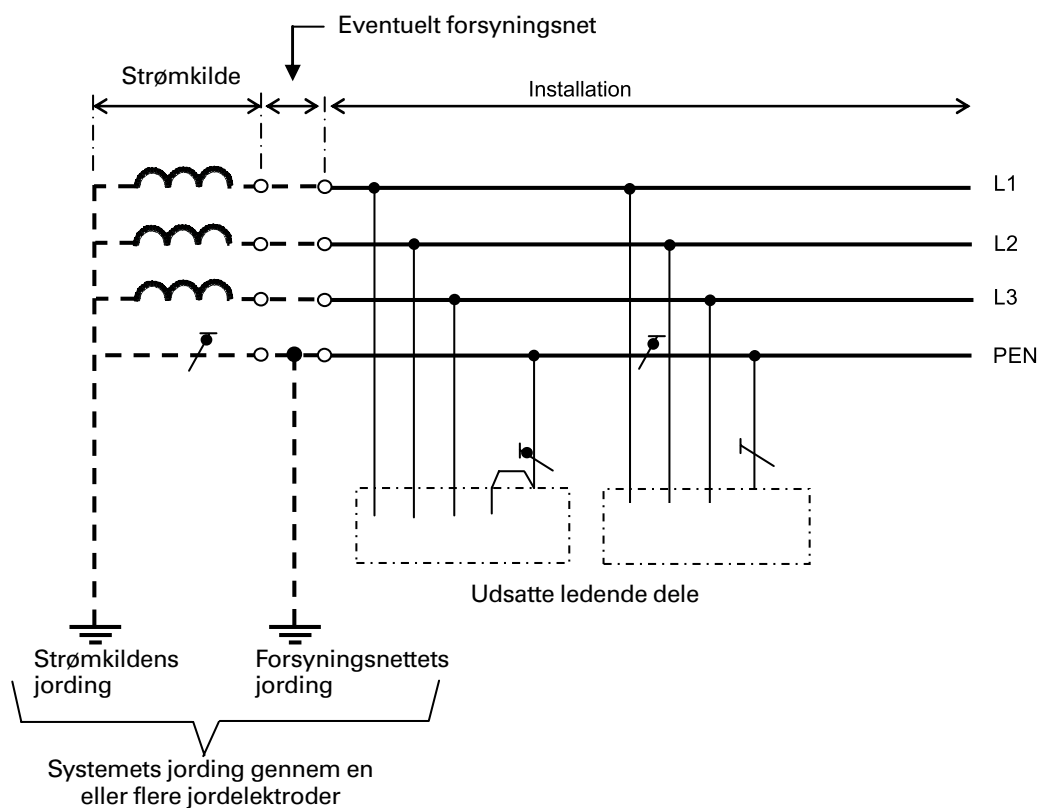 Eventuelt forsyningsnet
Strømkilde
Installation
L1
L2
L3
PEN
Udsatte ledende dele
Strømkildens
jording
Forsyningsnettets
jording
Systemets jording gennem en
eller flere jordelektroder